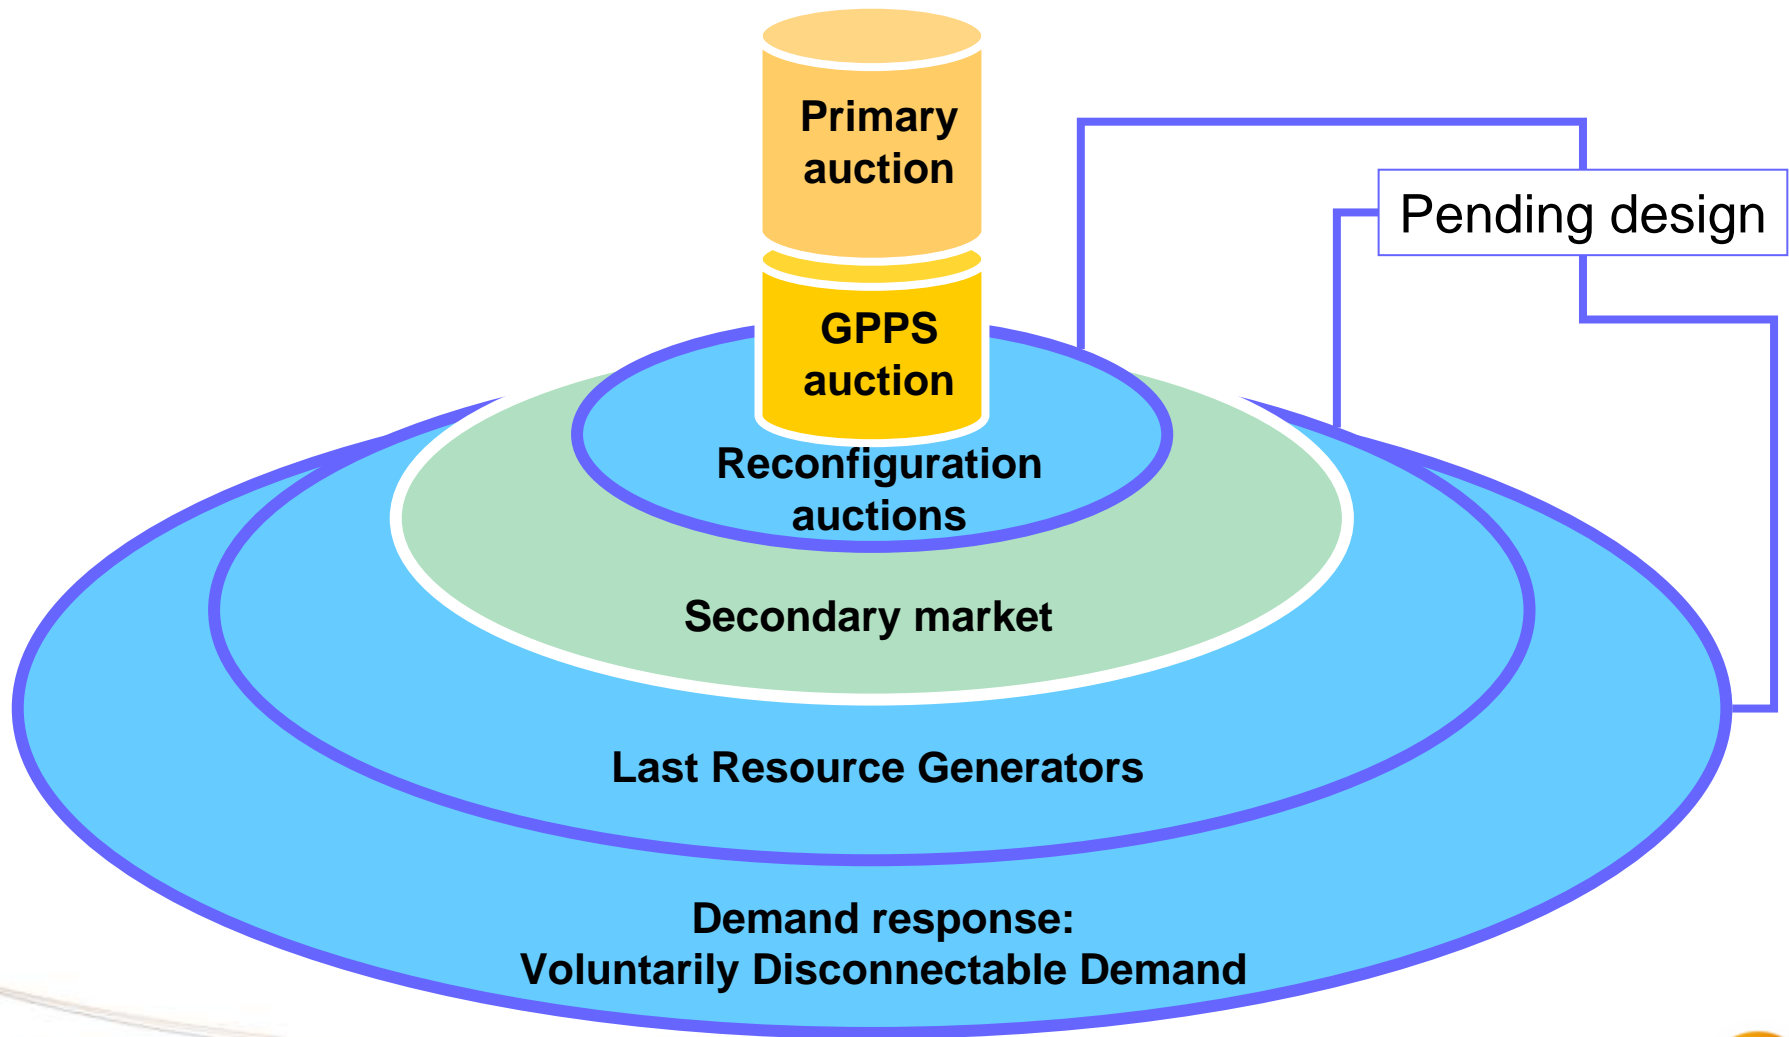 Primary
auction
Pending design
GPPS
auction
Reconfiguration
auctions
Secondary market
Last Resource Generators
Demand response:
Voluntarily Disconnectable Demand